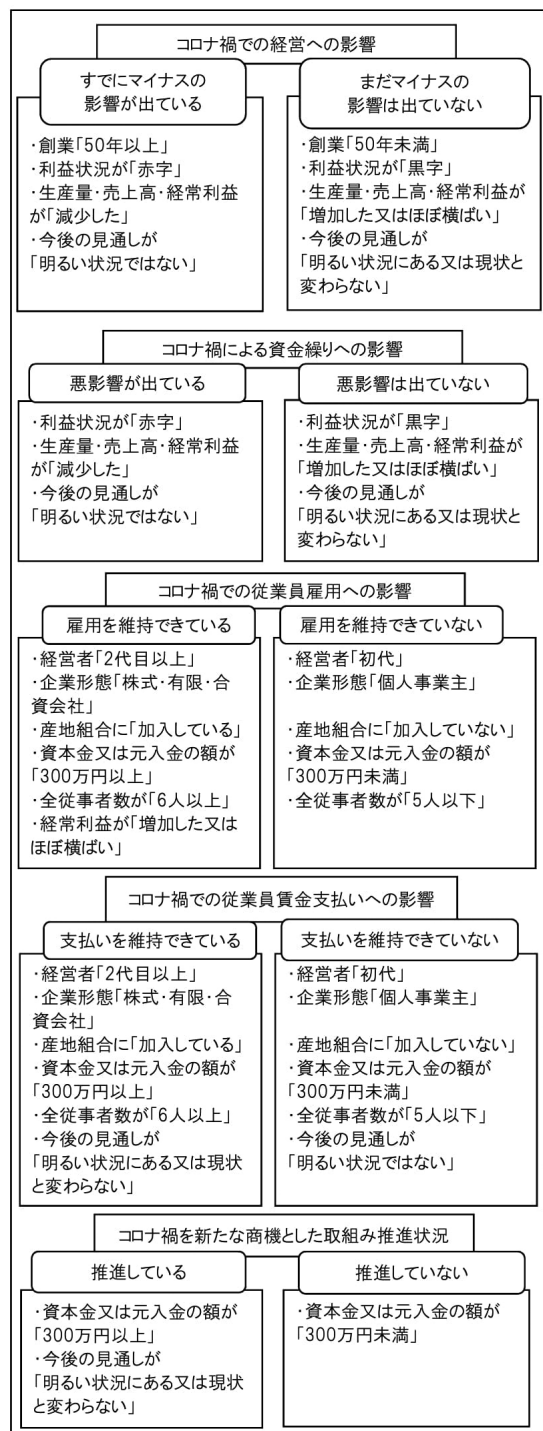 コロナ禍での経営への影響
すでにマイナスの
影響が出ている
・創業「50年以上」
・利益状況が「赤字」
・生産量・売上高・経常利益
が「減少した」
・今後の見通しが
「明るい状況ではない」
まだマイナスの
影響は出ていない
・創業「50年未満」
・利益状況が「黒字」
・生産量・売上高・経常利益が
「増加した又はほぼ横ばい」
・今後の見通しが
「明るい状況にある又は現状と
変わらない」
コロナ禍による資金繰りへの影響
悪影響が出ている
・利益状況が「赤字」
・生産量・売上高・経常利益
が「減少した」
・今後の見通しが
「明るい状況ではない」
悪影響は出ていない
・利益状況が「黒字」
・生産量・売上高・経常利益が
「増加した又はほぼ横ばい」
・今後の見通しが
「明るい状況にある又は現状と
変わらない」
コロナ禍での従業員雇用への影響
雇用を維持できている
・経営者「2代目以上」
・企業形態「株式・有限・合
資会社」
・産地組合に「加入している」
・資本金又は元入金の額が
「300万円以上」
・全従事者数が「6人以上」
・経常利益が「増加した又は
ほぼ横ばい」
雇用を維持できていない
・経営者「初代」
・企業形態「個人事業主」
・産地組合に「加入していない」
・資本金又は元入金の額が
「300万円未満」
・全従事者数が「5人以下」
コロナ禍での従業員賃金支払いへの影響
支払いを維持できている
・経営者「2代目以上」
・企業形態「株式・有限・合
資会社」
・産地組合に「加入している」
・資本金又は元入金の額が
「300万円以上」
・全従事者数が「6人以上」
・今後の見通しが
「明るい状況にある又は現状
と変わらない」
支払いを維持できていない
・経営者「初代」
・企業形態「個人事業主」
・産地組合に「加入していない」
・資本金又は元入金の額が
「300万円未満」
・全従事者数が「5人以下」
・今後の見通しが
「明るい状況ではない」
コロナ禍を新たな商機とした取組み推進状況
推進している
・資本金又は元入金の額が
「300万円以上」
・今後の見通しが
「明るい状況にある又は現状
と変わらない」
推進していない
・資本金又は元入金の額が
「300万円未満」